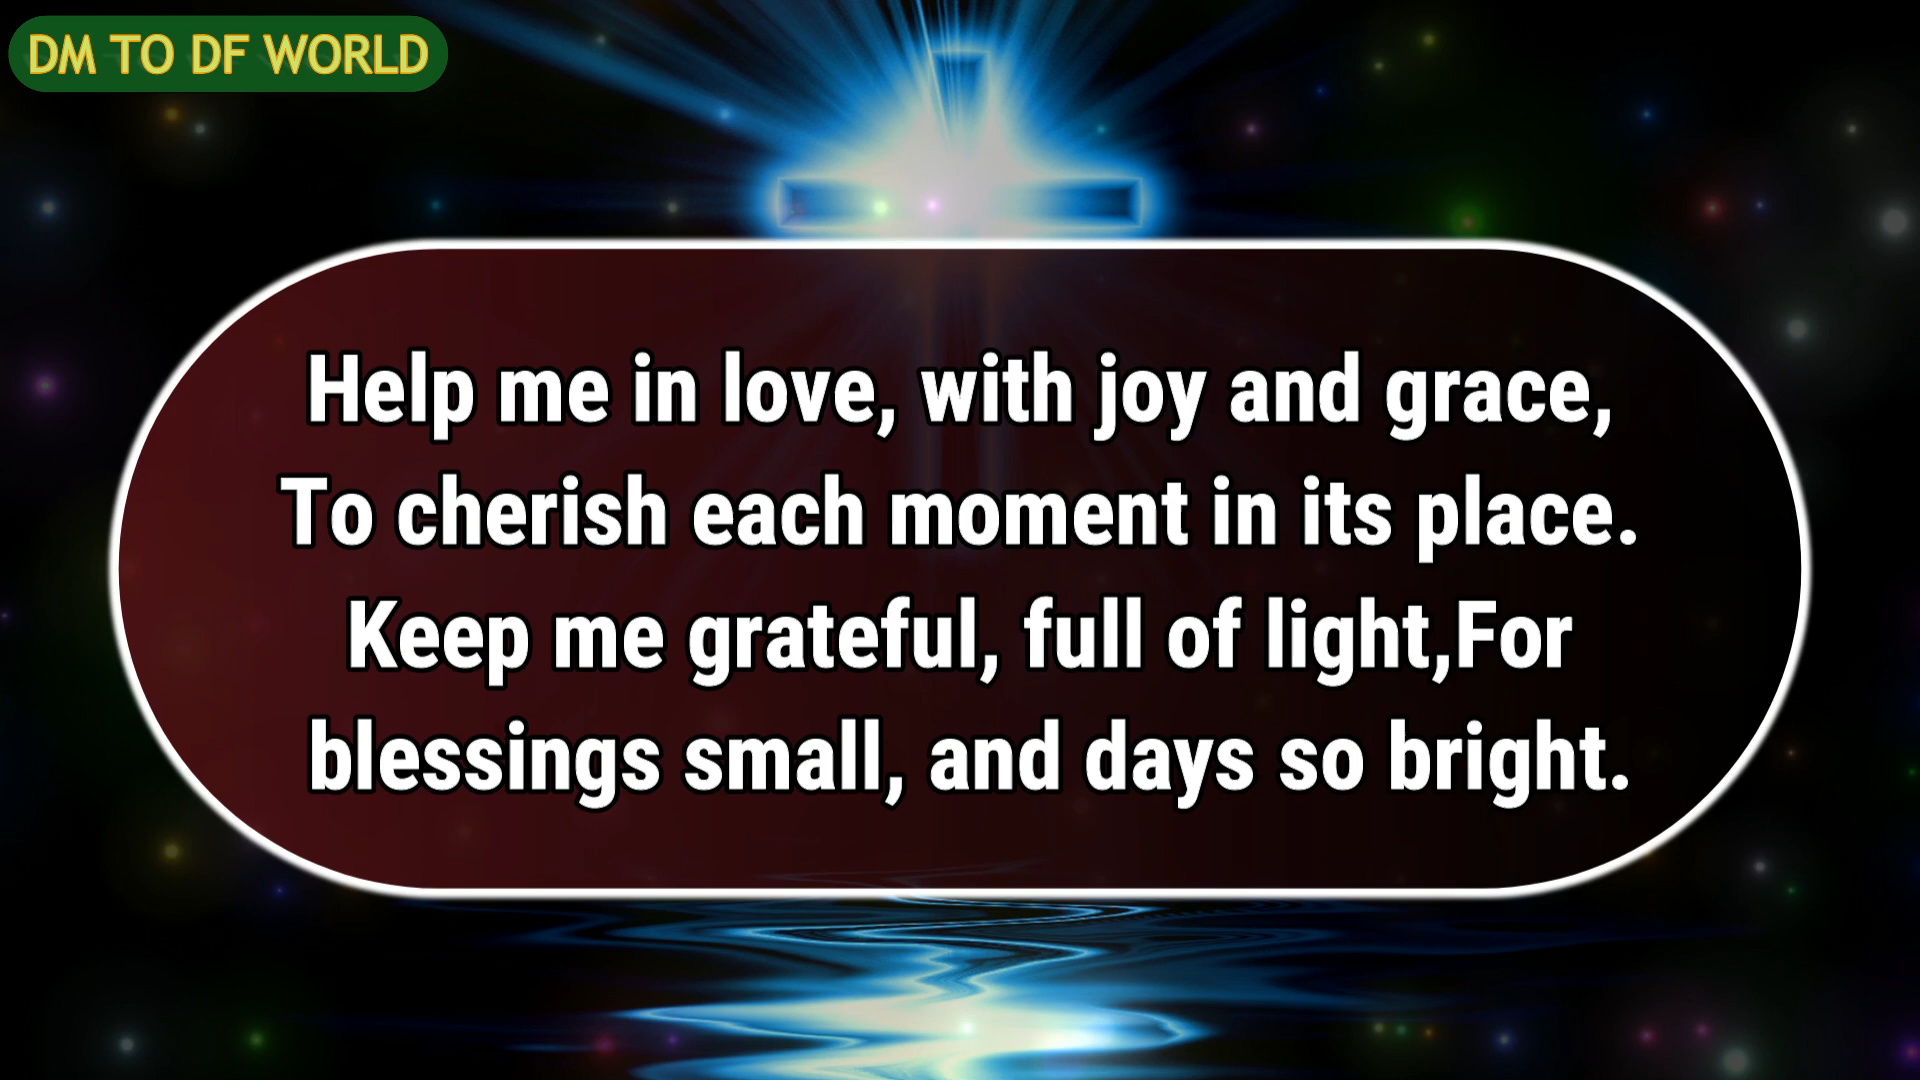 DM TO DF WORLD
Help me in love, with joy and grace,
To cherish each moment in its place.
Keep me grateful, full of light,For
blessings small, and days so bright.